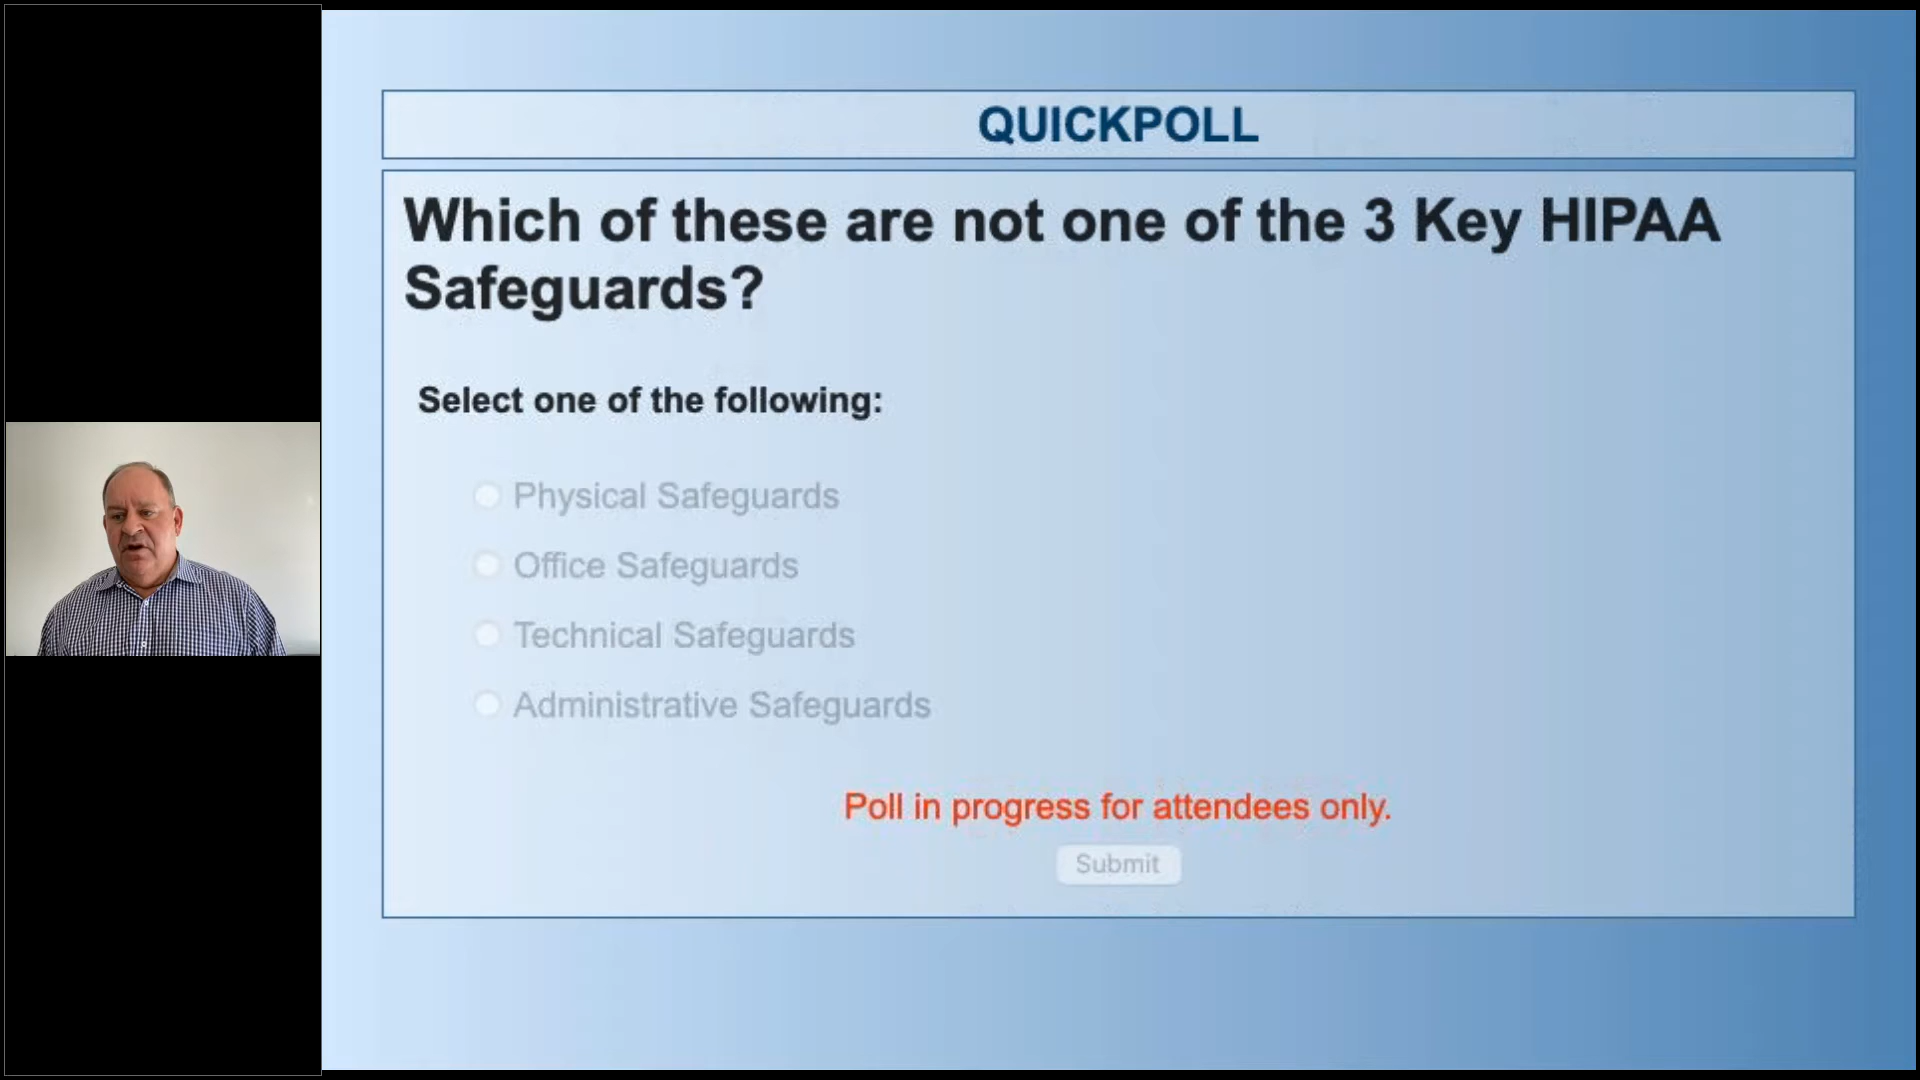 QUICKPOLL
Which of these are not one of the 3 Key HIPAA
Safeguards?
Select one of the following:
Physical Safeguards
Office Safeguards
Technical Safeguards
Administrative Safeguards
Poll in progress for attendees only.
Submit